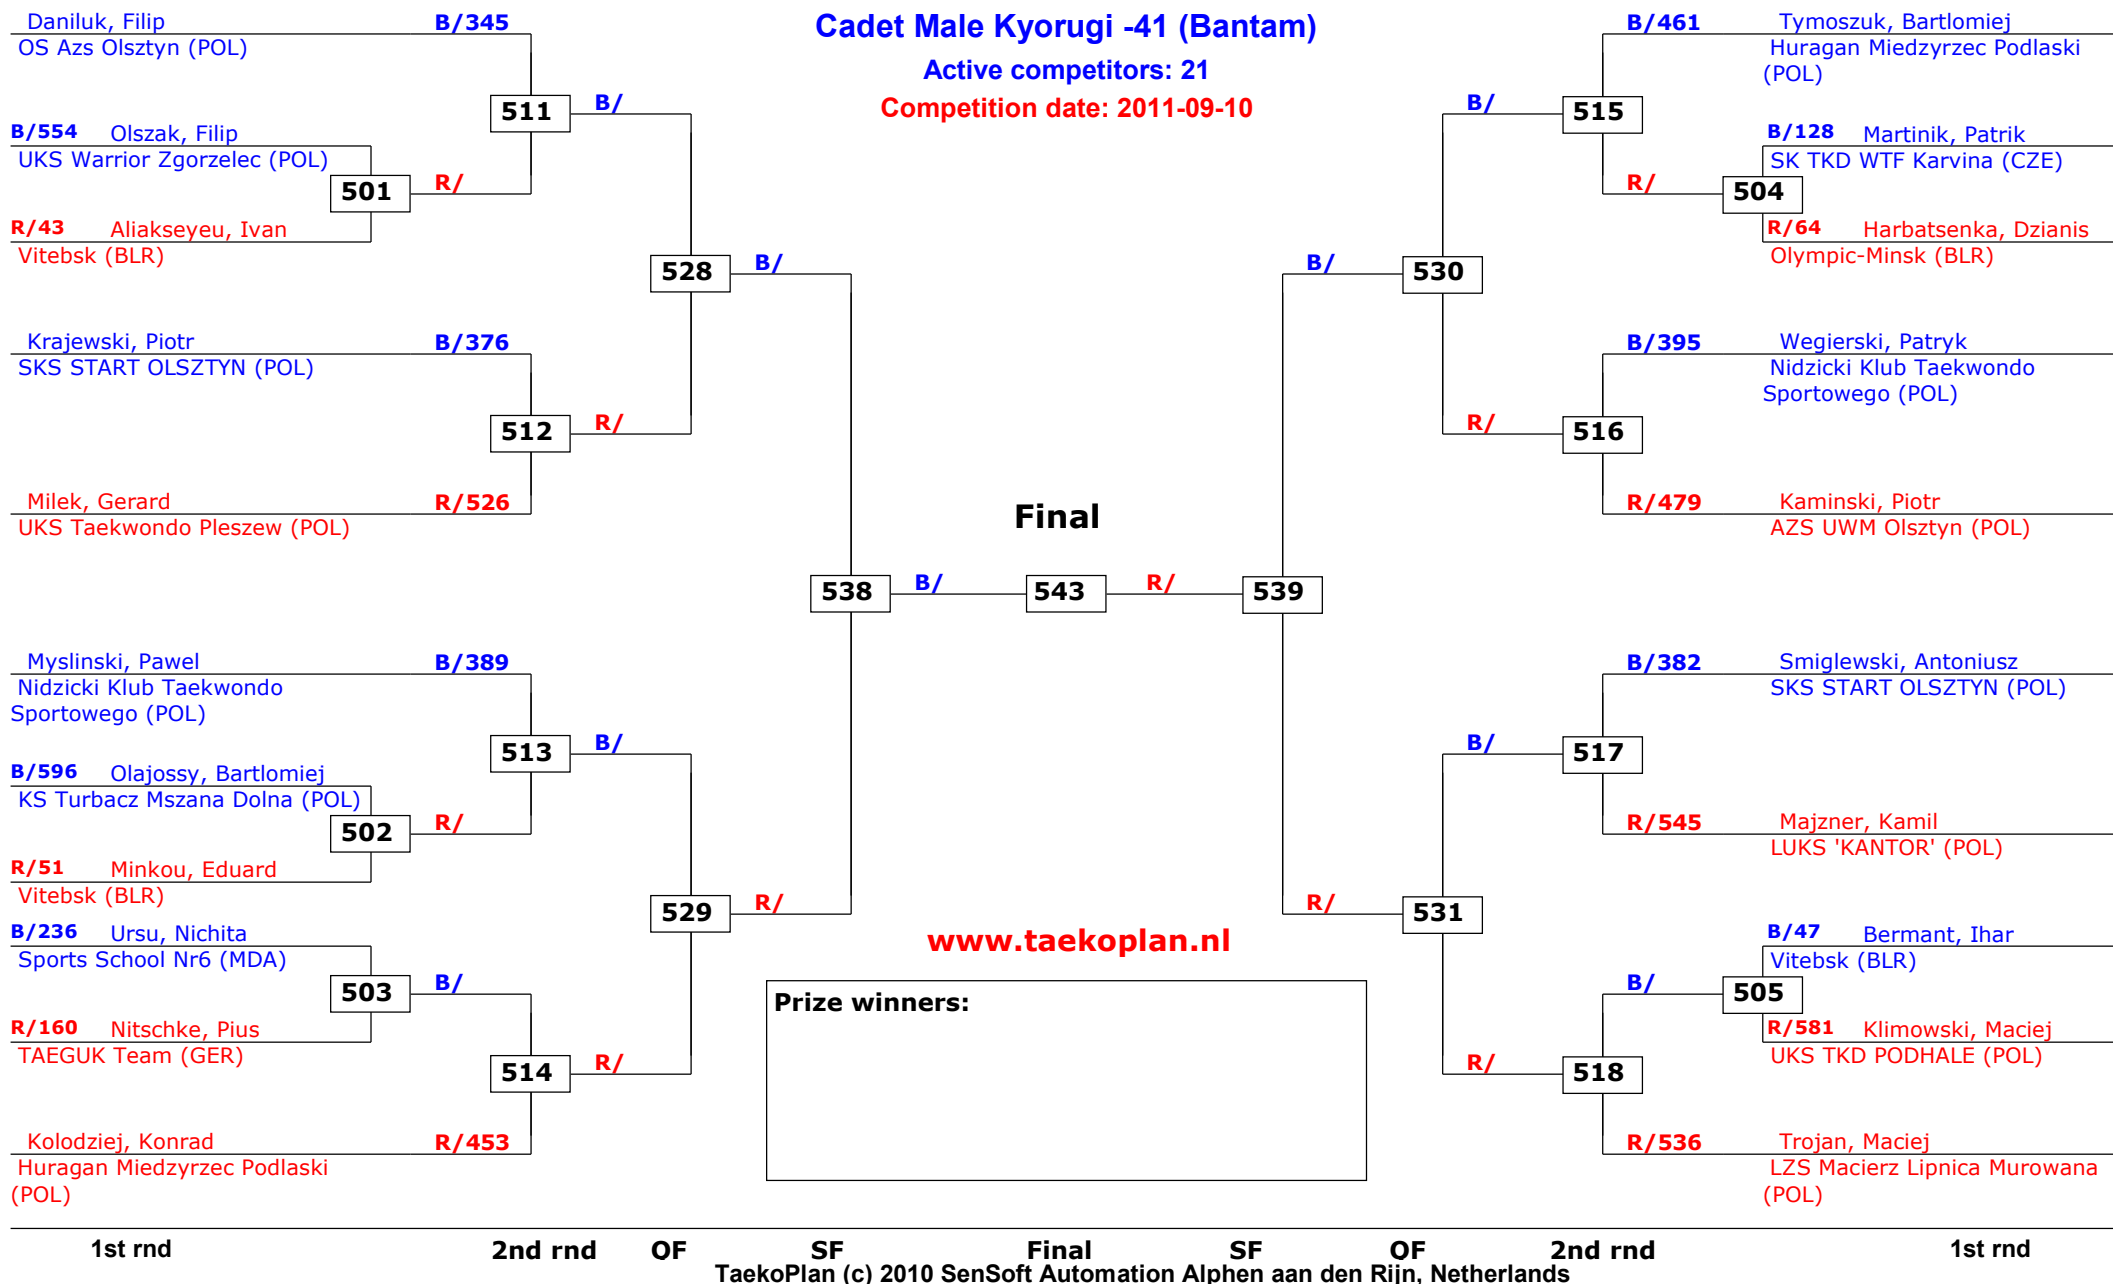 Cadet Male Kyorugi -41 (Bantam)
Active competitors: 21
Competition date: 2011-09-10
Daniluk, Filip B/345
OS Azs Olsztyn (POL)
511 B/
B/554 Olszak, Filip
UKS Warrior Zgorzelec (POL)
501 R/
R/43 Aliakseyeu, Ivan
Vitebsk (BLR)
528 B/
Krajewski, Piotr B/376
SKS START OLSZTYN (POL)
512 R/
Milek, Gerard R/526
UKS Taekwondo Pleszew (POL)
538 B/
Myslinski, Pawel B/389
Nidzicki Klub Taekwondo
Sportowego (POL)
513 B/
B/596 Olajossy, Bartlomiej
KS Turbacz Mszana Dolna (POL)
502 R/
R/51 Minkou, Eduard
Vitebsk (BLR)
529 R/
B/236 Ursu, Nichita
Sports School Nr6 (MDA)
503 B/
R/160 Nitschke, Pius
TAEGUK Team (GER)
514 R/
Kolodziej, Konrad R/453
Huragan Miedzyrzec Podlaski
(POL)
Final
543
B/461 Tymoszuk, Bartlomiej
Huragan Miedzyrzec Podlaski
(POL)
B/ 515
B/128 Martinik, Patrik
SK TKD WTF Karvina (CZE)
R/ 504
R/64 Harbatsenka, Dzianis
Olympic-Minsk (BLR)
B/ 530
B/395 Wegierski, Patryk
Nidzicki Klub Taekwondo
Sportowego (POL)
R/ 516
R/479 Kaminski, Piotr
AZS UWM Olsztyn (POL)
R/ 539
B/382 Smiglewski, Antoniusz
SKS START OLSZTYN (POL)
B/ 517
R/545 Majzner, Kamil
LUKS 'KANTOR' (POL)
R/ 531
B/47 Bermant, Ihar
Vitebsk (BLR)
B/ 505
R/581 Klimowski, Maciej
UKS TKD PODHALE (POL)
R/ 518
R/536 Trojan, Maciej
LZS Macierz Lipnica Murowana
(POL)
www.taekoplan.nl
Prize winners:
1st rnd 2nd rnd QF SF Final SF QF 2nd rnd 1st rnd
TaekoPlan (c) 2010 SenSoft Automation Alphen aan den Rijn, Netherlands